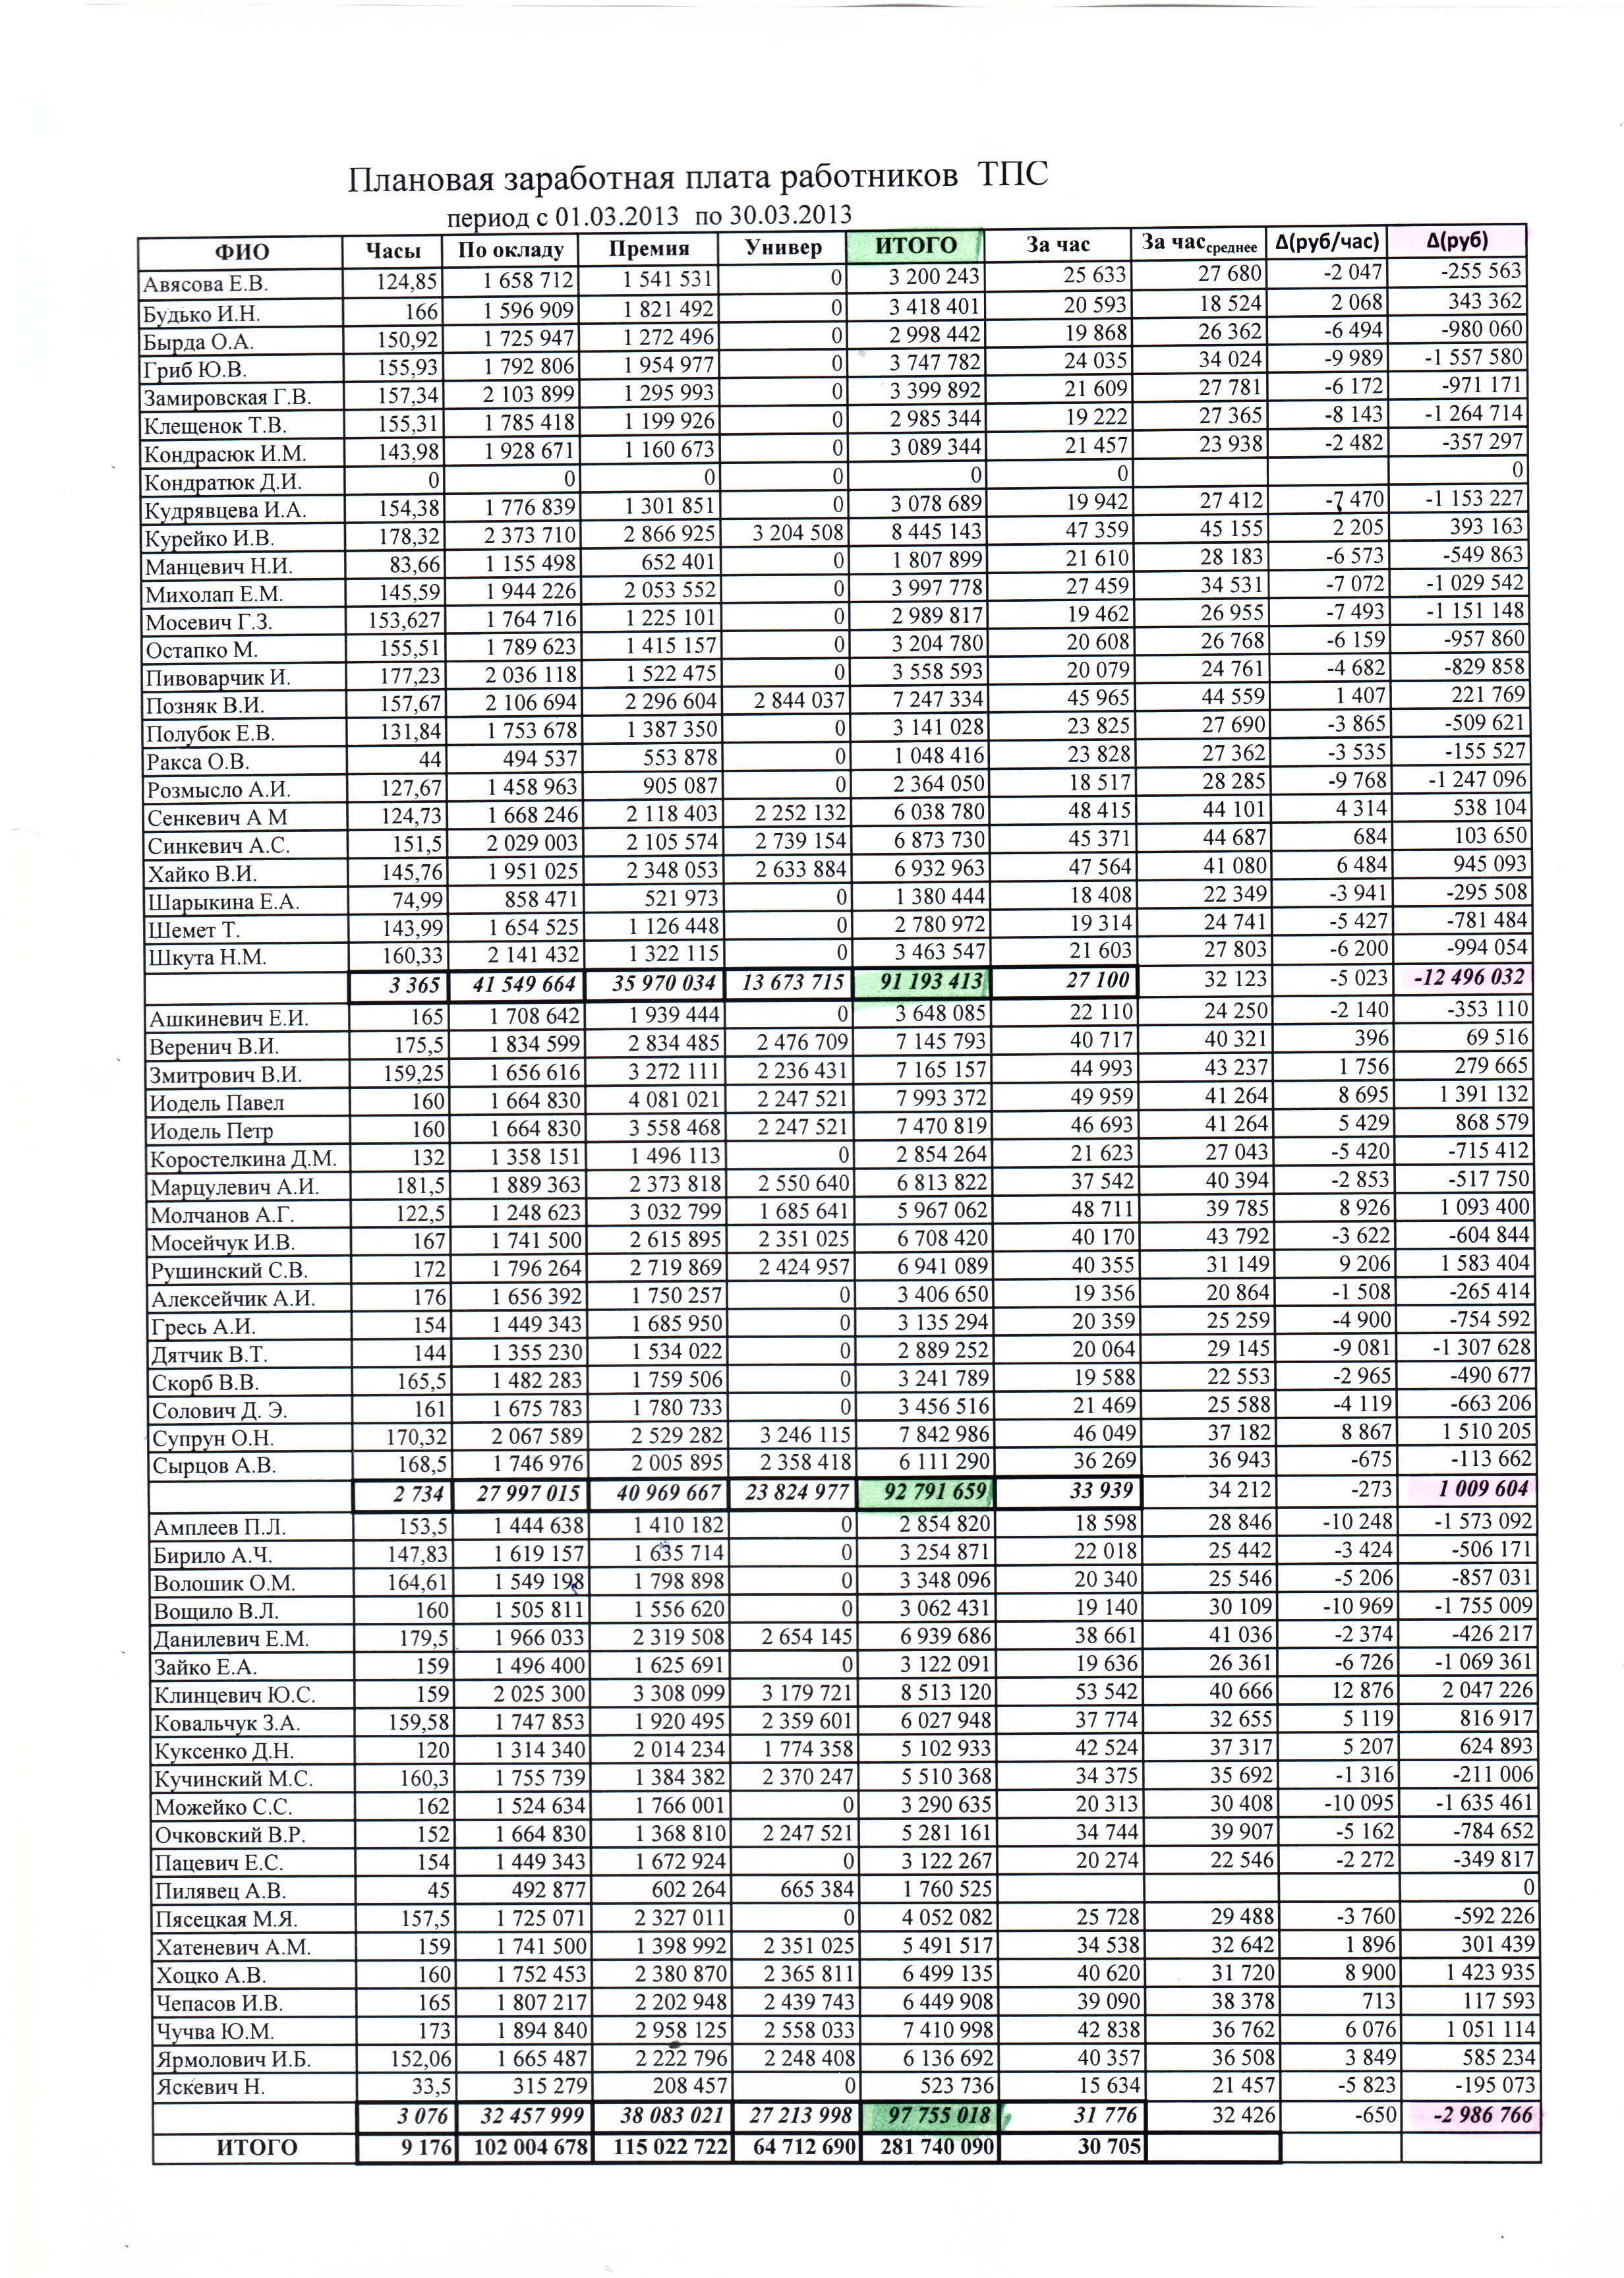 Плановая заработная плата работников ТПС
период с 01.03.2013 по 30.03.2013
ФИО Часы По окладу Премия Универ ИТОГО За час За час среднее Δ(руб/час) Δ(руб)
Авясова Е.В. 124,85 1 658 712 1 541 531 0 3 200 243 25 633 27 680 -2 047 -255 563
Будько И.Н. 166 1 596 909 1 821 492 0 3 418 401 20 593 18 524 2 068 343 362
Бырда О.А. 150,92 1 725 947 1 272 496 0 2 998 442 19 868 26 362 -6 494 -980 060
Гриб Ю.В. 155,93 1 792 806 1 954 977 0 3 747 782 24 035 34 024 -9 989 -1 557 580
Замировская Г.В. 157,34 2 103 899 1 295 993 0 3 399 892 21 609 27 781 -6 172 -971 171
Клещенок Т.В. 155,31 1 785 418 1 199 926 0 2 985 344 19 222 27 365 -8 143 -1 264 714
Кондрасюк И.М. 143,98 1 928 671 1 160 673 0 3 089 344 21 457 23 938 -2 482 -357 297
Кондратюк Д.И. 0 0 0 0 0 0 0
Кудрявцева И.А. 154,38 1 776 839 1 301 851 0 3 078 689 19 942 27 412 -7 470 -1 153 227
Курейко И.В. 178,32 2 373 710 2 866 925 3 204 508 8 445 143 47 359 45 155 2 205 393 163
Манцевич Н.И. 83,66 1 155 498 652 401 0 1 807 899 21 610 28 183 -6 573 -549 863
Михолап Е.М. 145,59 1 944 226 2 053 552 0 3 997 778 27 459 34 531 -7 072 -1 029 542
Мосевич Г.З. 153,627 1 764 716 1 225 101 0 2 989 817 19 462 26 955 -7 493 -1 151 148
Остапко М. 155,51 1 789 623 1 415 157 0 3 204 780 20 608 26 768 -6 159 -957 860
Пивоварчик И. 177,23 2 036 118 1 522 475 0 3 558 593 20 079 24 761 -4 682 -829 858
Позняк В.И. 157,67 2 106 694 2 296 604 2 844 037 7 247 334 45 965 44 559 1 407 221 769
Полубок Е.В. 131,84 1 753 678 1 387 350 0 3 141 028 23 825 27 690 -3 865 -509 621
Ракса О.В. 44 494 537 553 878 0 1 048 416 23 828 27 362 -3 535 -155 527
Розмысло А.И. 127,67 1 458 963 905 087 0 2 364 050 18 517 28 285 -9 768 -1 247 096
Сенкевич А М 124,73 1 668 246 2 118 403 2 252 132 6 038 780 48 415 44 101 4 314 538 104
Синкевич А.С. 151,5 2 029 003 2 105 574 2 739 154 6 873 730 45 371 44 687 684 103 650
Хайко В.И. 145,76 1 951 025 2 348 053 2 633 884 6 932 963 47 564 41 080 6 484 945 093
Шарыкина Е.А. 74,99 858 471 521 973 0 1 380 444 18 408 22 349 -3 941 -295 508
Шемет Т. 143,99 1 654 525 1 126 448 0 2 780 972 19 314 24 741 -5 427 -781 484
Шкута Н.М. 160,33 2 141 432 1 322 115 0 3 463 547 21 603 27 803 -6 200 -994 054
3 365 41 549 664 35 970 034 13 673 715 91 193 413 27 100 32 123 -5 023 -12 496 032
Ашкиневич Е.И. 165 1 708 642 1 939 444 0 3 648 085 22 110 24 250 -2 140 -353 110
Веренич В.И. 175,5 1 834 599 2 834 485 2 476 709 7 145 793 40 717 40 321 396 69 516
Змитрович В.И. 159,25 1 656 616 3 272 111 2 236 431 7 165 157 44 993 43 237 1 756 279 665
Иодель Павел 160 1 664 830 4 081 021 2 247 521 7 993 372 49 959 41 264 8 695 1 391 132
Иодель Петр 160 1 664 830 3 558 468 2 247 521 7 470 819 46 693 41 264 5 429 868 579
Коростелкина Д.М. 132 1 358 151 1 496 113 0 2 854 264 21 623 27 043 -5 420 -715 412
Марцулевич А.И. 181,5 1 889 363 2 373 818 2 550 640 6 813 822 37 542 40 394 -2 853 -517 750
Молчанов А.Г. 122,5 1 248 623 3 032 799 1 685 641 5 967 062 48 711 39 785 8 926 1 093 400
Мосейчук И.В. 167 1 741 500 2 615 895 2 351 025 6 708 420 40 170 43 792 -3 622 -604 844
Рушинский С.В. 172 1 796 264 2 719 869 2 424 957 6 941 089 40 355 31 149 9 206 1 583 404
Алексейчик А.И. 176 1 656 392 1 750 257 0 3 406 650 19 356 20 864 -1 508 -265 414
Гресь А.И. 154 1 449 343 1 685 950 0 3 135 294 20 359 25 259 -4 900 -754 592
Дятчик В.Т. 144 1 355 230 1 534 022 0 2 889 252 20 064 29 145 -9 081 -1 307 628
Скорб В.В. 165,5 1 482 283 1 759 506 0 3 241 789 19 588 22 553 -2 965 -490 677
Солович Д. Э. 161 1 675 783 1 780 733 0 3 456 516 21 469 25 588 -4 119 -663 206
Супрун О.Н. 170,32 2 067 589 2 529 282 3 246 115 7 842 986 46 049 37 182 8 867 1 510 205
Сырцов А.В. 168,5 1 746 976 2 005 895 2 358 418 6 111 290 36 269 36 943 -675 -113 662
2 734 27 997 015 40 969 667 23 824 977 92 791 659 33 939 34 212 -273 1 009 604
Амплеев П.Л. 153,5 1 444 638 1 410 182 0 2 854 820 18 598 28 846 -10 248 -1 573 092
Бирило А.Ч. 147,83 1 619 157 1 635 714 0 3 254 871 22 018 25 442 -3 424 -506 171
Волошик О.М. 164,61 1 549 198 1 798 898 0 3 348 096 20 340 25 546 -5 206 -857 031
Вощило В.Л. 160 1 505 811 1 556 620 0 3 062 431 19 140 30 109 -10 969 -1 755 009
Данилевич Е.М. 179,5 1 966 033 2 319 508 2 654 145 6 939 686 38 661 41 036 -2 374 -426 217
Зайко Е.А. 159 1 496 400 1 625 691 0 3 122 091 19 636 26 361 -6 726 -1 069 361
Клинцевич Ю.С. 159 2 025 300 3 308 099 3 179 721 8 513 120 53 542 40 666 12 876 2 047 226
Ковальчук З.А. 159,58 1 747 853 1 920 495 2 359 601 6 027 948 37 774 32 655 5 119 816 917
Куксенко Д.Н. 120 1 314 340 2 014 234 1 774 358 5 102 933 42 524 37 317 5 207 624 893
Кучинский М.С. 160,3 1 755 739 1 384 382 2 370 247 5 510 368 34 375 35 692 -1 316 -211 006
Можейко С.С. 162 1 524 634 1 766 001 0 3 290 635 20 313 30 408 -10 095 -1 635 461
Очковский В.Р. 152 1 664 830 1 368 810 2 247 521 5 281 161 34 744 39 907 -5 162 -784 652
Пацевич Е.С. 154 1 449 343 1 672 924 0 3 122 267 20 274 22 546 -2 272 -349 817
Пилявец А.В. 45 492 877 602 264 665 384 1 760 525 0
Пясецкая М.Я. 157,5 1 725 071 2 327 011 0 4 052 082 25 728 29 488 -3 760 -592 226
Хатеневич А.М. 159 1 741 500 1 398 992 2 351 025 5 491 517 34 538 32 642 1 896 301 439
Хоцко А.В. 160 1 752 453 2 380 870 2 365 811 6 499 135 40 620 31 720 8 900 1 423 935
Чепасов И.В. 165 1 807 217 2 202 948 2 439 743 6 449 908 39 090 38 378 713 117 593
Чучва Ю.М. 173 1 894 840 2 958 125 2 558 033 7 410 998 42 838 36 762 6 076 1 051 114
Ярмолович И.Б. 152,06 1 665 487 2 222 796 2 248 408 6 136 692 40 357 36 508 3 849 585 234
Яскевич Н. 33,5 315 279 208 457 0 523 736 15 634 21 457 -5 823 -195 073
3 076 32 457 999 38 083 021 27 213 998 97 755 018 31 776 32 426 -650 -2 986 766
ИТОГО 9 176 102 004 678 115 022 722 64 712 690 281 740 090 30 705